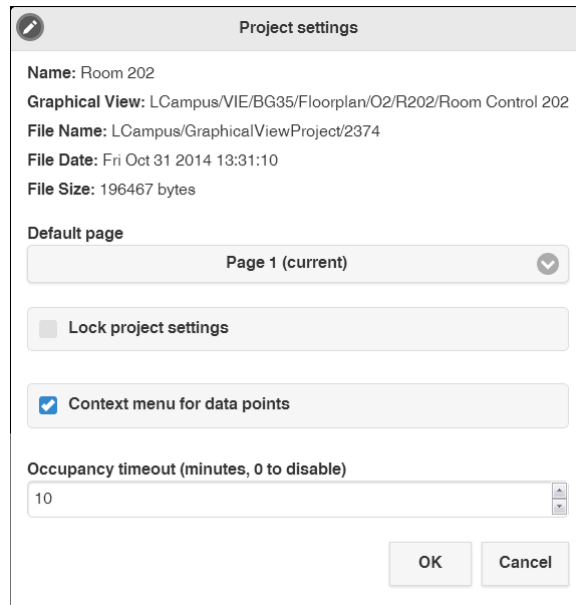 Project settings
Name: Room 202
Graphical View: LCampus/VIE/BG35/Floorplan/O2/R202/Room Control 202
File Name: LCampus/GraphicalViewProject/2374
File Date: Fri Oct 31 2014 13:31:10
File Size: 196467 bytes
Default page
Page 1 (current)
Lock project settings
Context menu for data points
Occupancy timeout (minutes, 0 to disable)
10
OK
Cancel